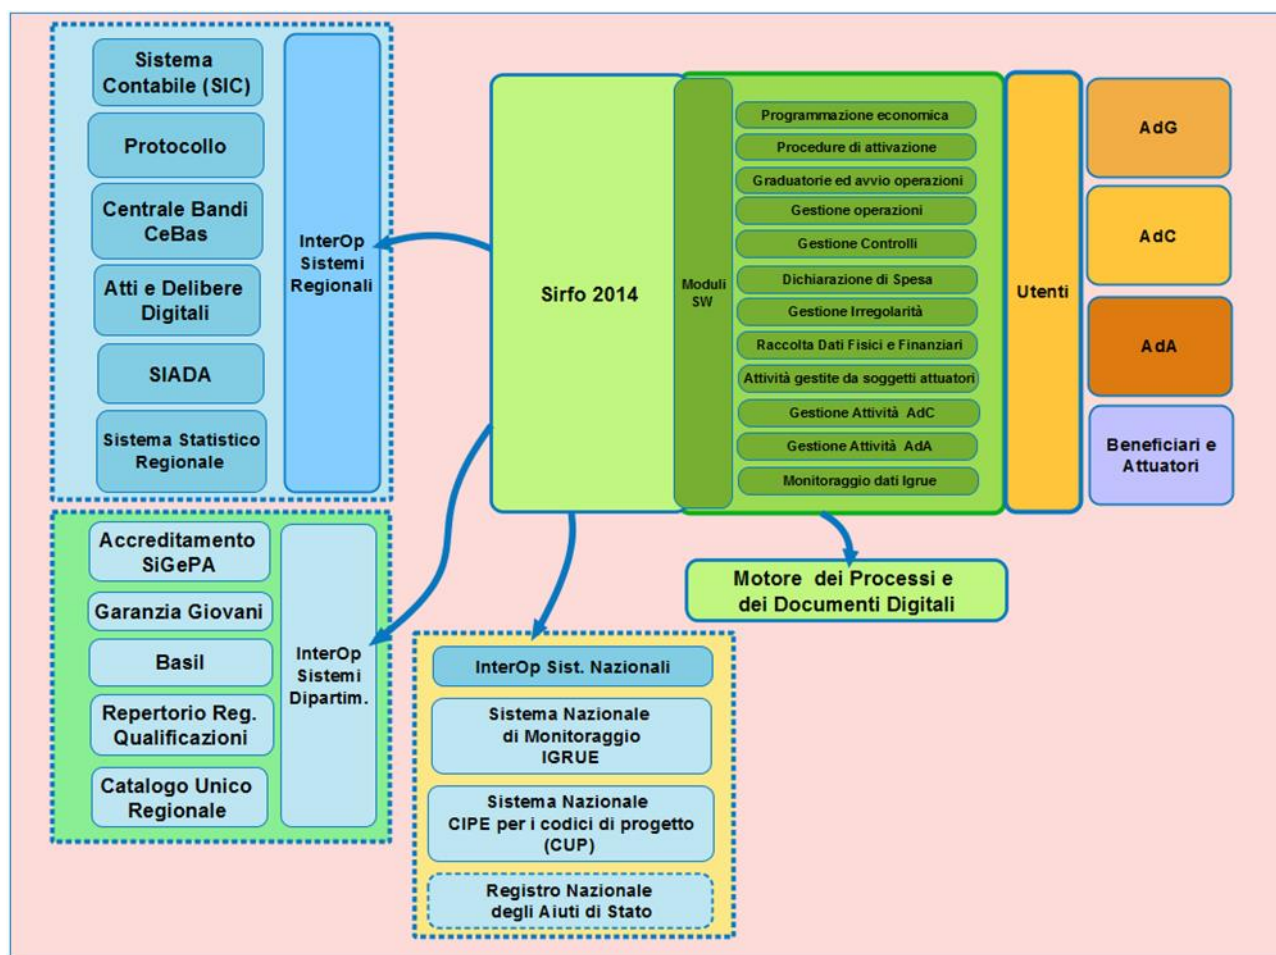 Sistema
Contabile (SIC)
Protocollo
Centrale Bandi
CeBas
Atti e Delibere
Digitali
SIADA
Sistema Statistico
Regionale
InterOp
Sistemi
Regionali
Accreditamento
SiGePA
Garanzia Giovani
Basil
Repertorio Reg.
Qualificazioni
Catalogo Unico
Regionale
InterOp
Sistemi
Dipartim.
Sirfo 2014
Moduli
SW
Programmazione economica
Procedure di attivazione
Graduatorie ed avvio operazioni
Gestione operazioni
Gestione Controlli
Dichiarazione di Spesa
Gestione Irregolarità
Raccolta Dati Fisici e Finanziari
Attività gestite da soggetti attuatori
Gestione Attività AdC
Gestione Attività AdA
Monitoraggio dati Igrue
Utenti
AdG
AdC
AdA
Beneficiari e
Attuatori
Motore dei Processi e
dei Documenti Digitali
InterOp Sist. Nazionali
Sistema Nazionale
di Monitoraggio
IGRUE
Sistema Nazionale
CIPE per i codici di progetto
(CUP)
Registro Nazionale
degli Aiuti di Stato